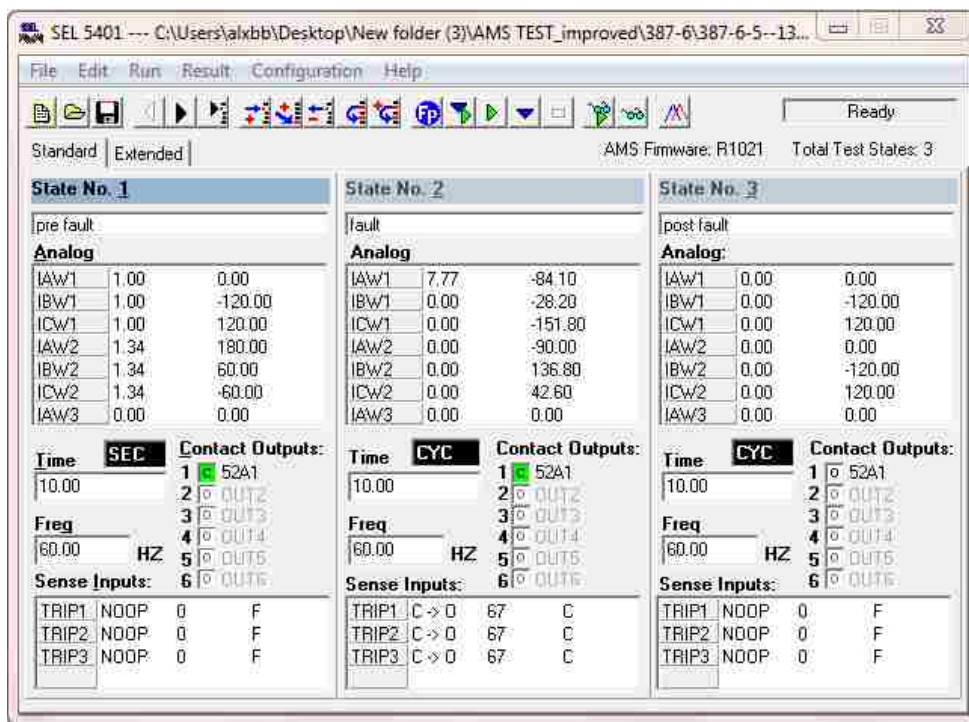 SEL 5401 --- C:\Users\alxbb\Desktop\New folder (3)\AMS TEST_improved\387-6\387-6-5--13...
File Edit Run Result Configuration Help
FP
Ready
Standard Extended
AMS Firmware: R1021 Total Test States: 3
State No. 1
pre fault
Analog
IAW1 1.00 0.00
IBW1 1.00 -120.00
ICW1 1.00 120.00
IAW2 1.34 180.00
IBW2 1.34 60.00
ICW2 1.34 -60.00
IAW3 0.00 0.00
Time SEC
10.00
Freq
60.00 HZ
Contact Outputs:
1 C 52A1
2 O OUT2
3 O OUT3
4 O OUT4
5 O OUT5
6 O OUT6
Sense Inputs:
TRIP1 NOOP 0 F
TRIP2 NOOP 0 F
TRIP3 NOOP 0 F
State No. 2
fault
Analog
IAW1 7.77 -84.10
IBW1 0.00 -28.20
ICW1 0.00 -151.80
IAW2 0.00 -90.00
IBW2 0.00 136.80
ICW2 0.00 42.60
IAW3 0.00 0.00
Time CYC
10.00
Freq
60.00 HZ
Contact Outputs:
1 C 52A1
2 O OUT2
3 O OUT3
4 O OUT4
5 O OUT5
6 O OUT6
Sense Inputs:
TRIP1 C -> O 67 C
TRIP2 C -> O 67 C
TRIP3 C -> O 67 C
State No. 3
post fault
Analog:
IAW1 0.00 0.00
IBW1 0.00 -120.00
ICW1 0.00 120.00
IAW2 0.00 0.00
IBW2 0.00 -120.00
ICW2 0.00 120.00
IAW3 0.00 0.00
Time CYC
10.00
Freq
60.00 HZ
Contact Outputs:
1 O 52A1
2 O OUT2
3 O OUT3
4 O OUT4
5 O OUT5
6 O OUT6
Sense Inputs:
TRIP1 NOOP 0 F
TRIP2 NOOP 0 F
TRIP3 NOOP 0 F